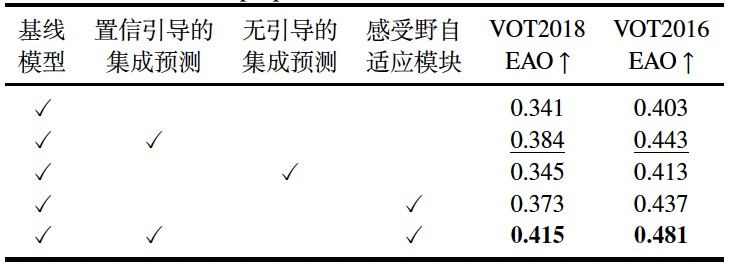 基线 置信引导的 无引导的 感受野自 VOT2018 VOT2016
模型 集成预测 集成预测 适应模块 EAO↑ EAO↑
✓ 0.341 0.403
✓ ✓ 0.384 0.443
✓ ✓ 0.345 0.413
✓ ✓ 0.373 0.437
✓ ✓ ✓ 0.415 0.481